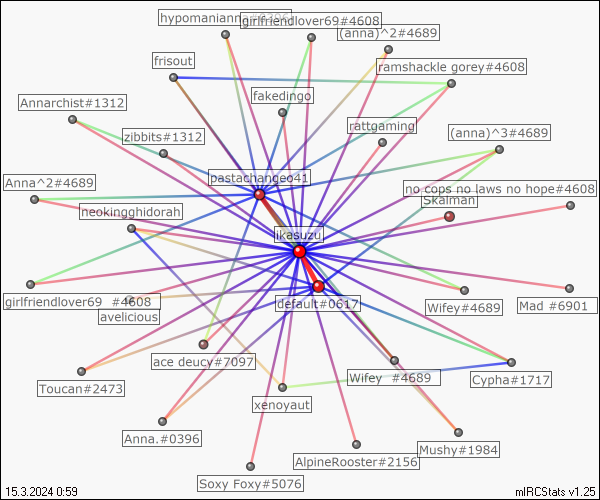 hypomanianna
girlfriendlover69#4608
(anna)^2#4689
frisout
ramshackle gorey#4608
fakedingo
Annarchist#1312
rattgaming
zibbits#1312
(anna)^3#4689
pastachangeo41
Anna^2#4689
no cops no laws no hope#4608
Skalman
neokingghidorah
ikasuzu
girlfriendlover69 #4608
default#0617
Wifey#4689
Mad #6901
avelicious
ace deucy#7097
Wifey #4689
Toucan#2473
Cypha#1717
xenoyaut
Anna.#0396
Mushy#1984
AlpineRooster#2156
Soxy Foxy#5076
15.3.2024 0:59
mIRCStats v1.25